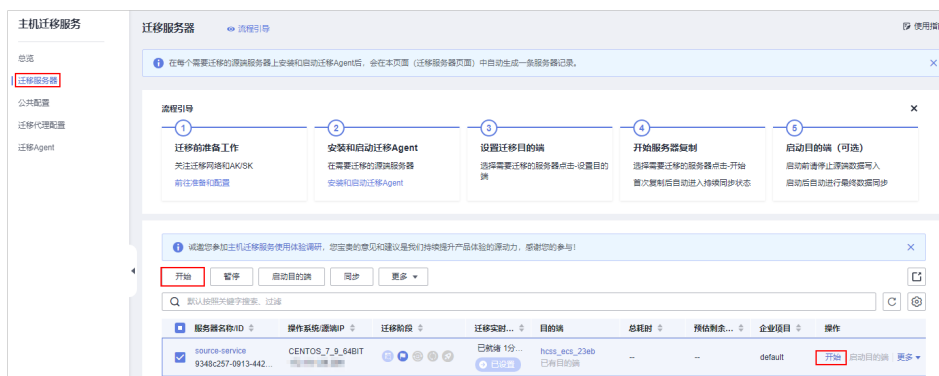 主机迁移服务
总览
迁移服务器
公共配置
迁移代理配置
迁移Agent
迁移服务器
流程引导
使用指
在每个需要迁移的源端服务器上安装和启动迁移Agent后，会在本页面（迁移服务器页面）中自动生成一条服务器记录。
流程引导
1
迁移前准备工作
关注迁移网络和AK/SK
前往准备和配置
2
安装和启动迁移Agent
在需要迁移的源端服务器
安装和启动迁移Agent
3
设置迁移目的端
选择需要迁移的服务器点击-设置目的
端
4
开始服务器复制
选择需要迁移的服务器点击-开始
首次复制后自动进入持续同步状态
5
启动目的端（可选）
启动前请停止源端数据写入
启动后自动进行最终数据同步
诚邀您参加主机迁移服务使用体验调研，您宝贵的意见和建议是我们持续提升产品体验的源动力，感谢您的参与！
开始 暂停 启动目的端 同步 更多
默认按照关键字搜索、过滤
服务器名称/ID 操作系统/源端IP 迁移阶段 迁移实时... 目的端 总耗时 预估剩余... 企业项目 操作
source-service CENTOS_7_9_64BIT 已就绪 1分... hcss_ecs_23eb -- -- default 开始 启动目的端 更多
9348c257-0913-442... 已设置 已有目的端